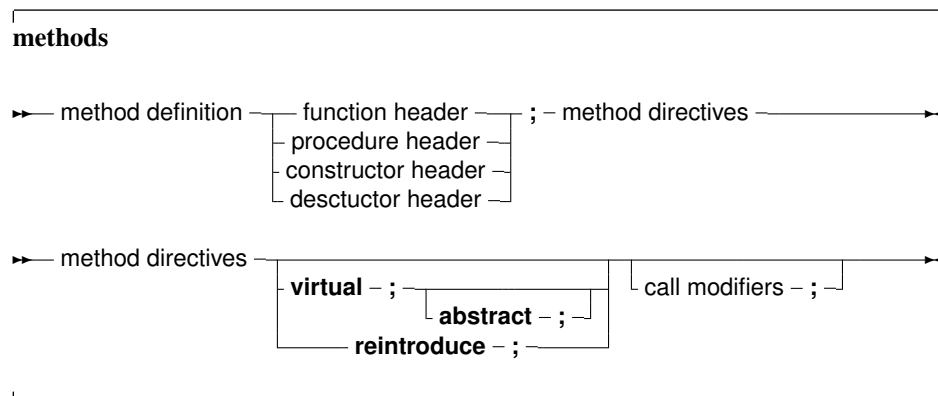 methods
method definition function header ; method directives
procedure header
constructor header
desctuctor header
method directives
virtual ; call modifiers ;
abstract ;
reintroduce ;